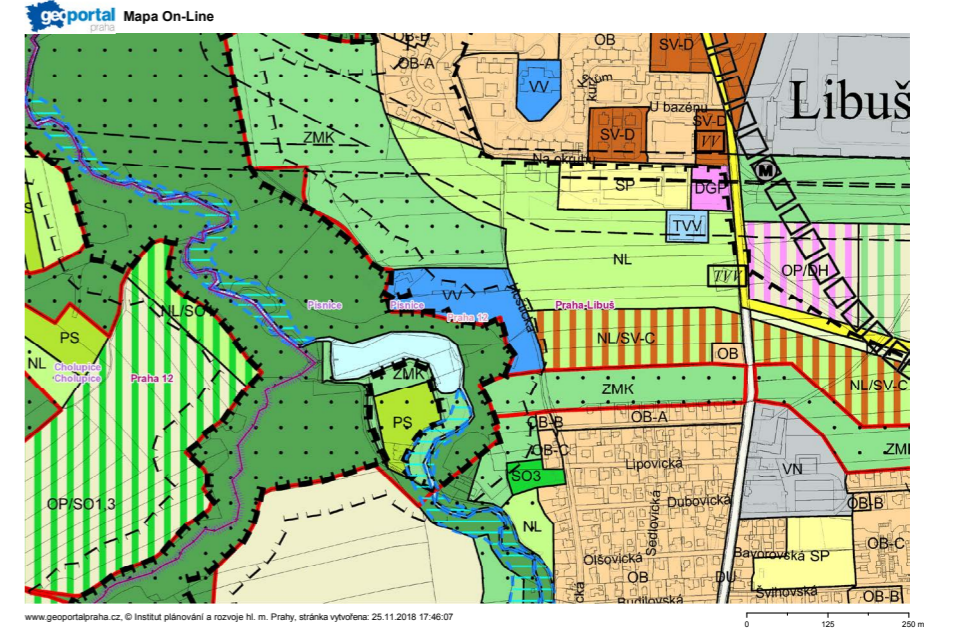 geoportal Mapa On-Line
praha
OB-B
OB
SV-D
OB-A
VV
K
kurům
U bazénu
Libuš
SV-D
SV-D
VV
ZMK
Na okruhu
SP
DGP
M
S
TVV
NL
TVV
OP/DH
NL/SO1
Písnice
Písnice
VV
Praha 12
Praha-Libuš
PS
NL/SV-C
OB
NL
Cholupice
Cholupice
Praha 12
ZMK
ZMK
NL/SV-C
PS
OB-B
OB-A
ZMK
OB-C
Lipovická
VN
SO3
OP/SO1,3
Sedlovická
Dubovická
OB-B
NL
Bavorovská
SP
OB-C
Olšovická
OB
DU
Švihovská
OB-B
Budilovská
cká
www.geoportalpraha.cz, © Institut plánování a rozvoje hl. m. Prahy, stránka vytvořena: 25.11.2018 17:46:07
0 125 250 m